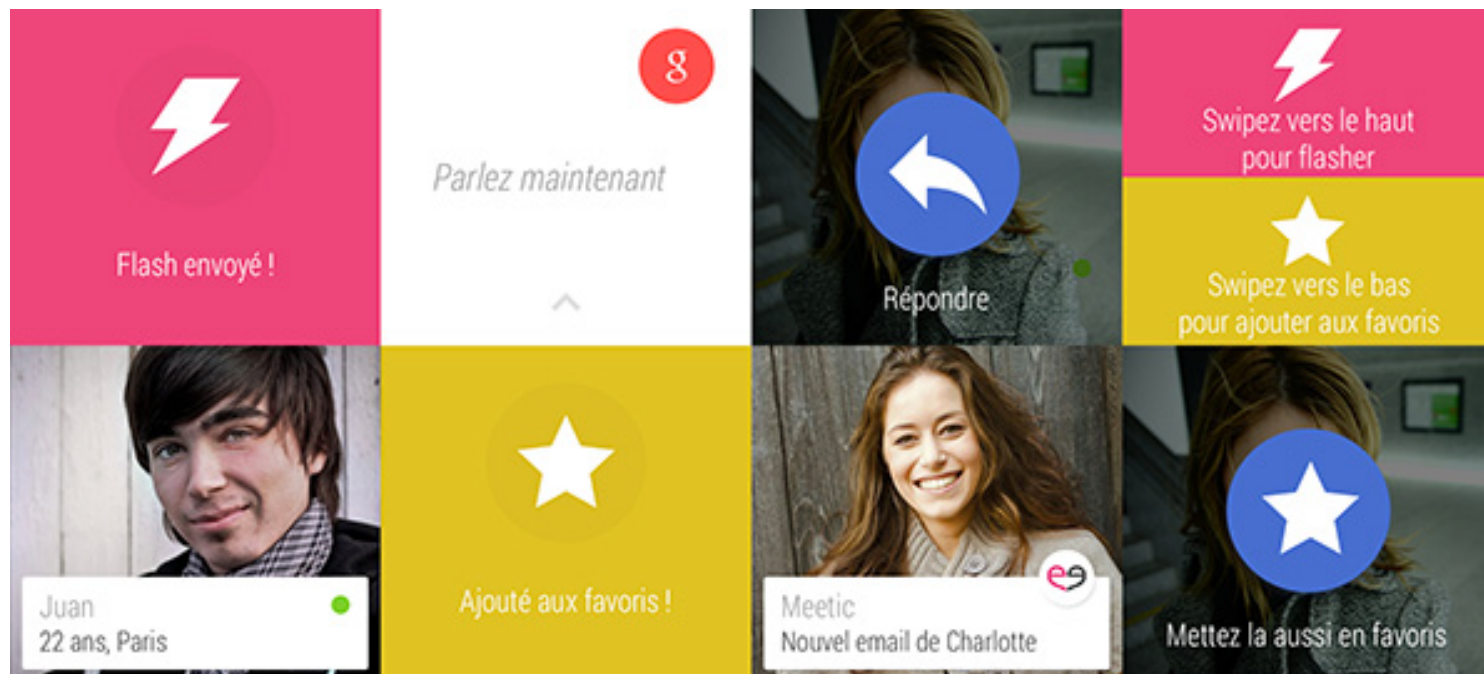 Flash envoyé !
g
Parlez maintenant
Répondre
Swipez vers le haut
pour flasher
Swipez vers le bas
pour ajouter aux favoris
Juan
22 ans, Paris
Ajouté aux favoris !
Meetic
Nouvel email de Charlotte
Mettez la aussi en favoris